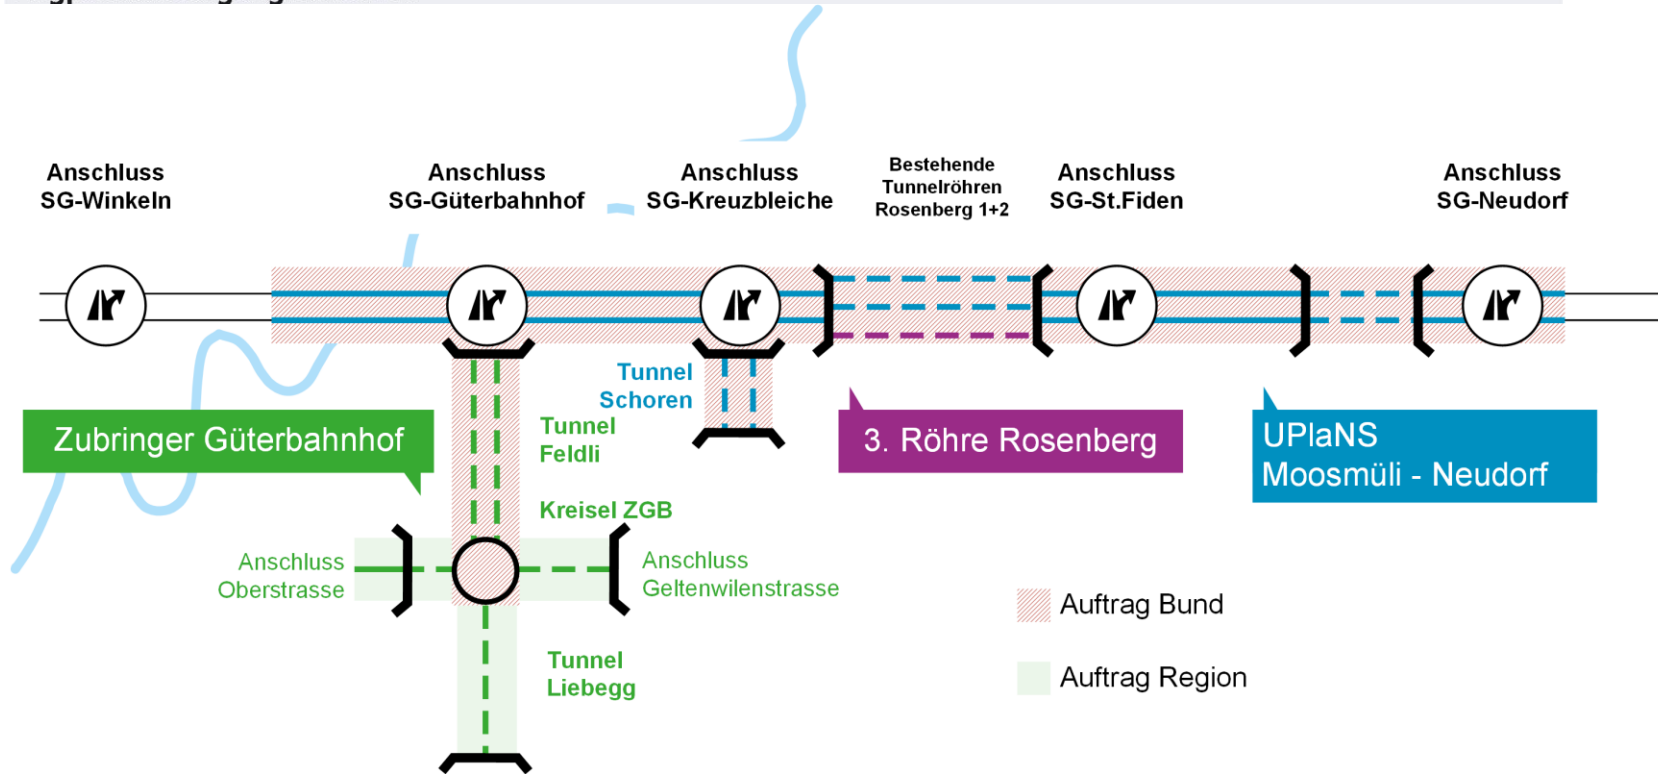 Anschluss
SG-Winkeln
Anschluss
SG-Güterbahnhof
Anschluss
SG-Kreuzbleiche
Bestehende
Tunnelröhren
Rosenberg 1+2
Anschluss
SG-St.Fiden
Anschluss
SG-Neudorf
Tunnel
Schoren
Zubringer Güterbahnhof
Tunnel
Feldli
3. Röhre Rosenberg
UPlaNS
Moosmüli - Neudorf
Kreisel ZGB
Anschluss
Oberstrasse
Anschluss
Geltenwilenstrasse
Auftrag Bund
Tunnel
Liebegg
Auftrag Region